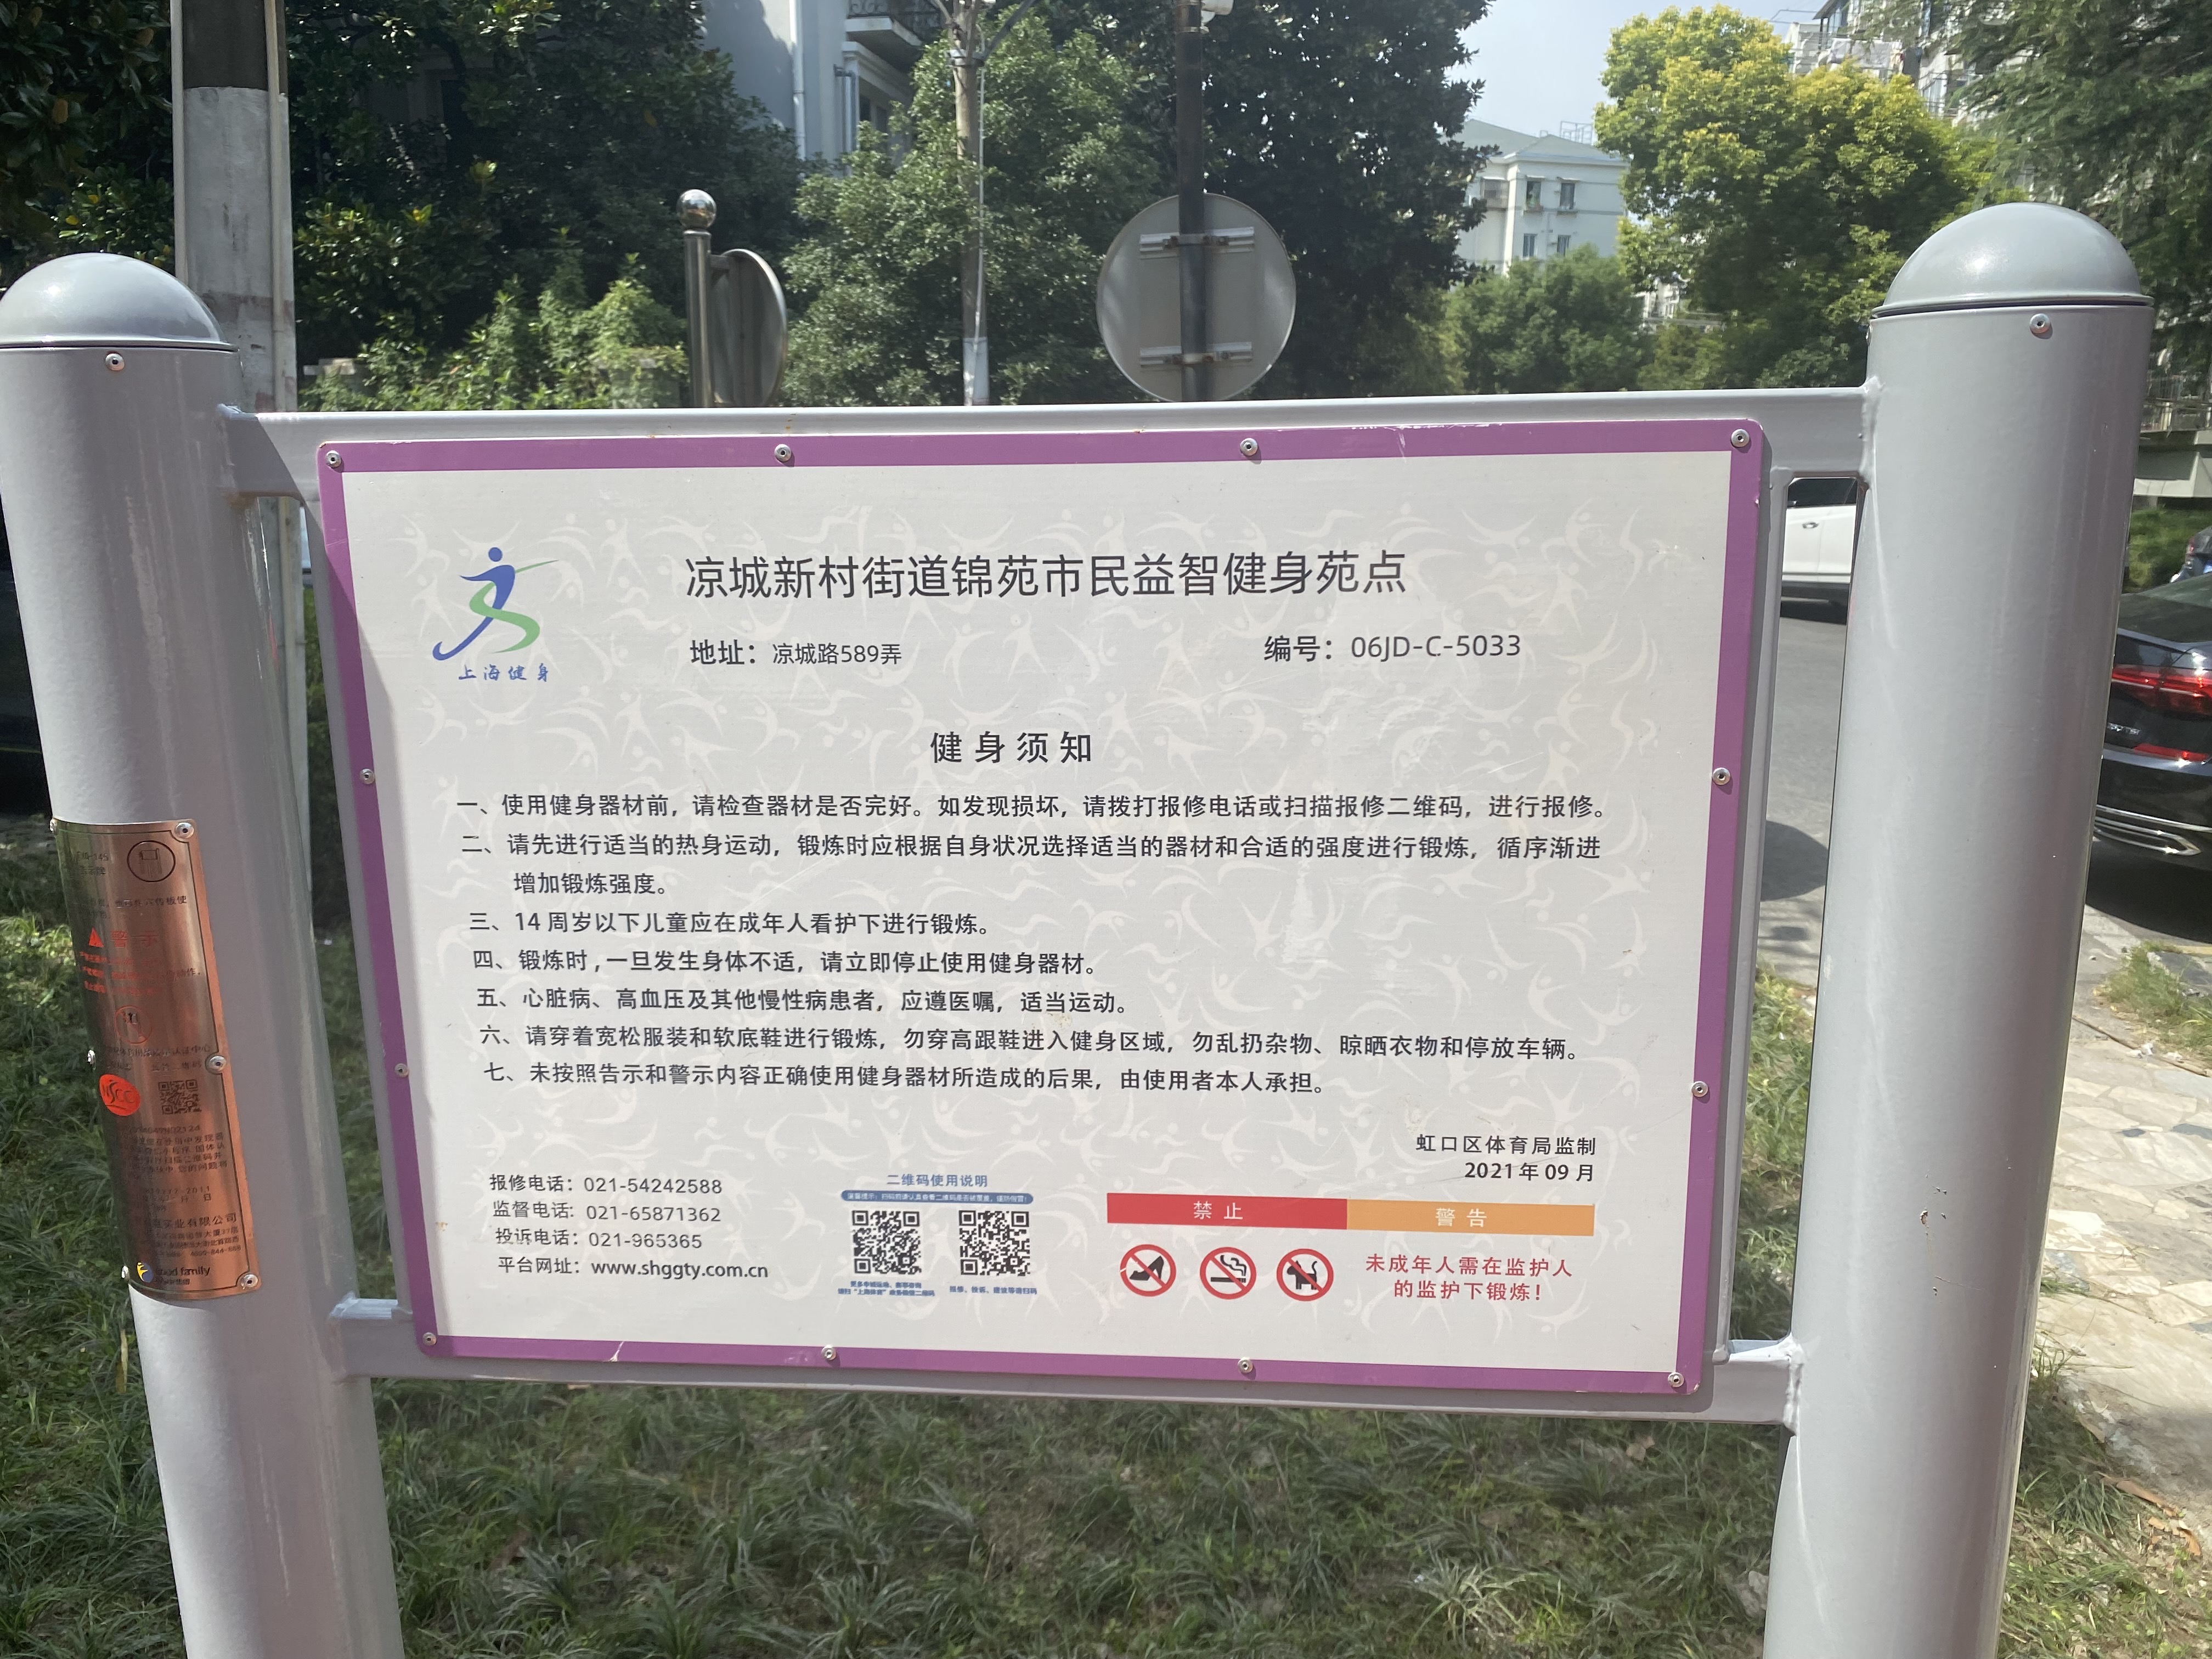 上海健身
凉城新村街道锦苑市民益智健身苑点
地址：凉城路589弄
编号：06JD-C-5033
健身须知
一、使用健身器材前，请检查器材是否完好。如发现损坏，请拨打报修电话或扫描报修二维码，进行报修。
二、请先进行适当的热身运动，锻炼时应根据自身状况选择适当的器材和合适的强度进行锻炼，循序渐进
增加锻炼强度。
三、14 周岁以下儿童应在成年人看护下进行锻炼。
四、锻炼时，一旦发生身体不适，请立即停止使用健身器材。
五、心脏病、高血压及其他慢性病患者，应遵医嘱，适当运动。
六、请穿着宽松服装和软底鞋进行锻炼，勿穿高跟鞋进入健身区域，勿乱扔杂物、晾晒衣物和停放车辆。
七、未按照告示和警示内容正确使用健身器材所造成的后果，由使用者本人承担。
虹口区体育局监制
2021 年 09 月
报修电话：021-54242588
监督电话：021-65871362
投诉电话：021-965365
平台网址：www.shggty.com.cn
二维码使用说明
禁止
警告
未成年人需在监护人
的监护下锻炼！
警示
NSCC
实业有限公司
good family